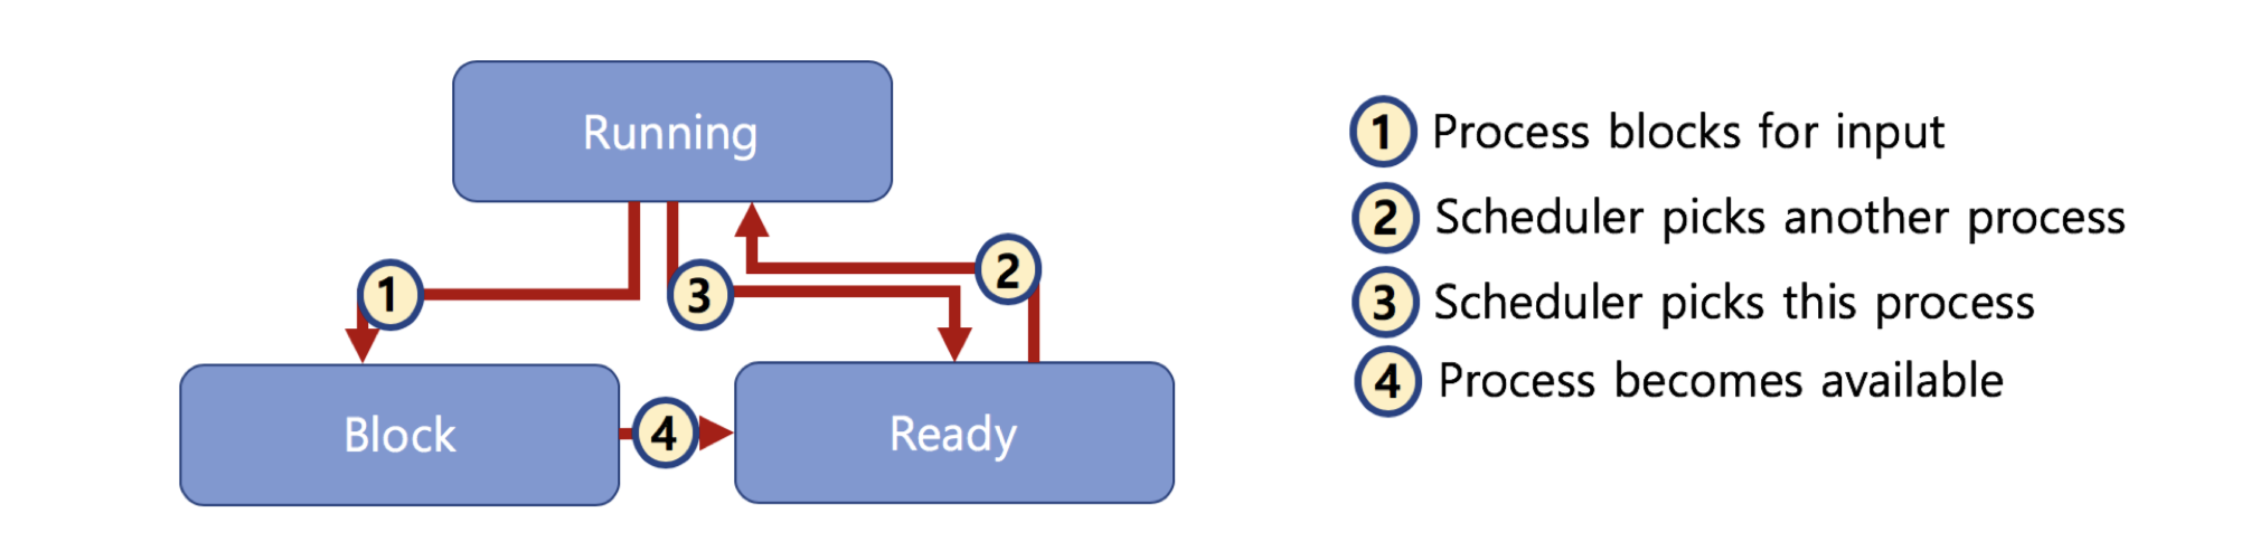 Running
1
3
2
Block
4
Ready
1 Process blocks for input
2 Scheduler picks another process
3 Scheduler picks this process
4 Process becomes available